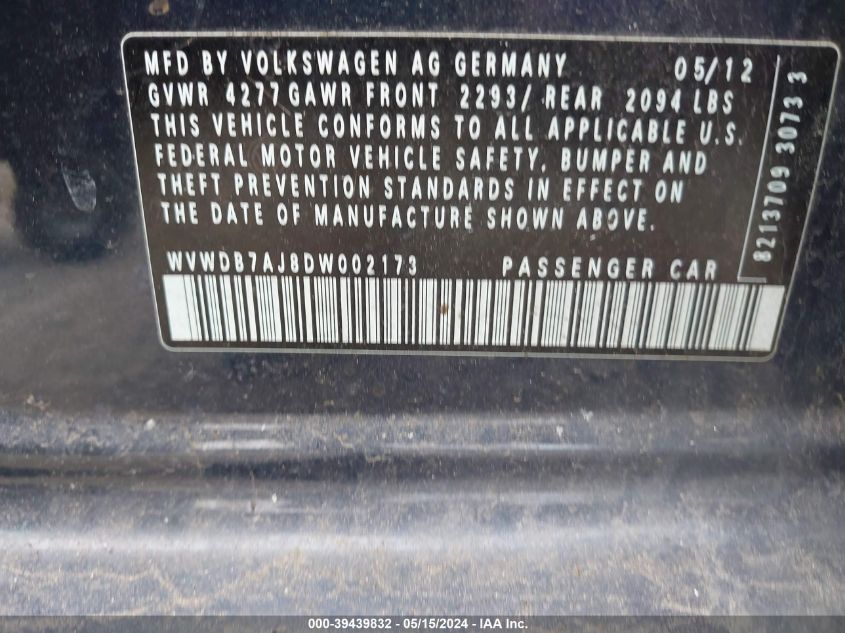 MFD BY VOLKSWAGEN AG GERMANY 05/12
GVWR 4277 GAWR FRONT 2293/ REAR 2094 LBS
THIS VEHICLE CONFORMS TO ALL APPLICABLE U.S.
FEDERAL MOTOR VEHICLE SAFETY, BUMPER AND
THEFT PREVENTION STANDARDS IN EFFECT ON
THE DATE OF MANUFACTURE SHOWN ABOVE.
WVWDB7AJ8DW002173 PASSENGER CAR
8213709 3073 3
000-39439832 - 05/15/2024 - IAA Inc.